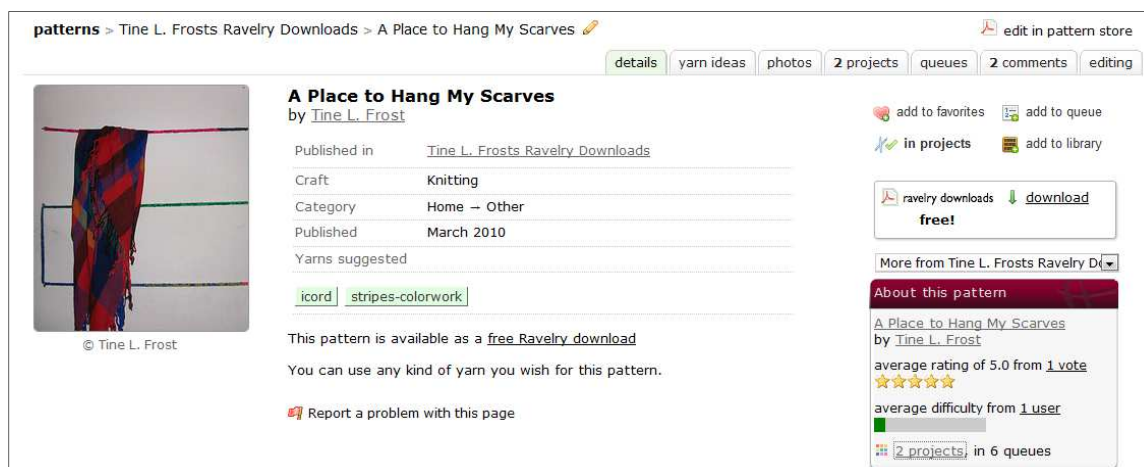 patterns > Tine L. Frosts Ravelry Downloads > A Place to Hang My Scarves
edit in pattern store
details
yarn ideas
photos
2 projects
queues
2 comments
editing
© Tine L. Frost
A Place to Hang My Scarves
by Tine L. Frost
Published in Tine L. Frosts Ravelry Downloads
Craft Knitting
Category Home → Other
Published March 2010
Yarns suggested
icord stripes-colorwork
This pattern is available as a free Ravelry download
You can use any kind of yarn you wish for this pattern.
Report a problem with this page
add to favorites add to queue
in projects add to library
ravelry downloads download
free!
More from Tine L. Frosts Ravelry Do
About this pattern
A Place to Hang My Scarves
by Tine L. Frost
average rating of 5.0 from 1 vote
average difficulty from 1 user
2 projects, in 6 queues